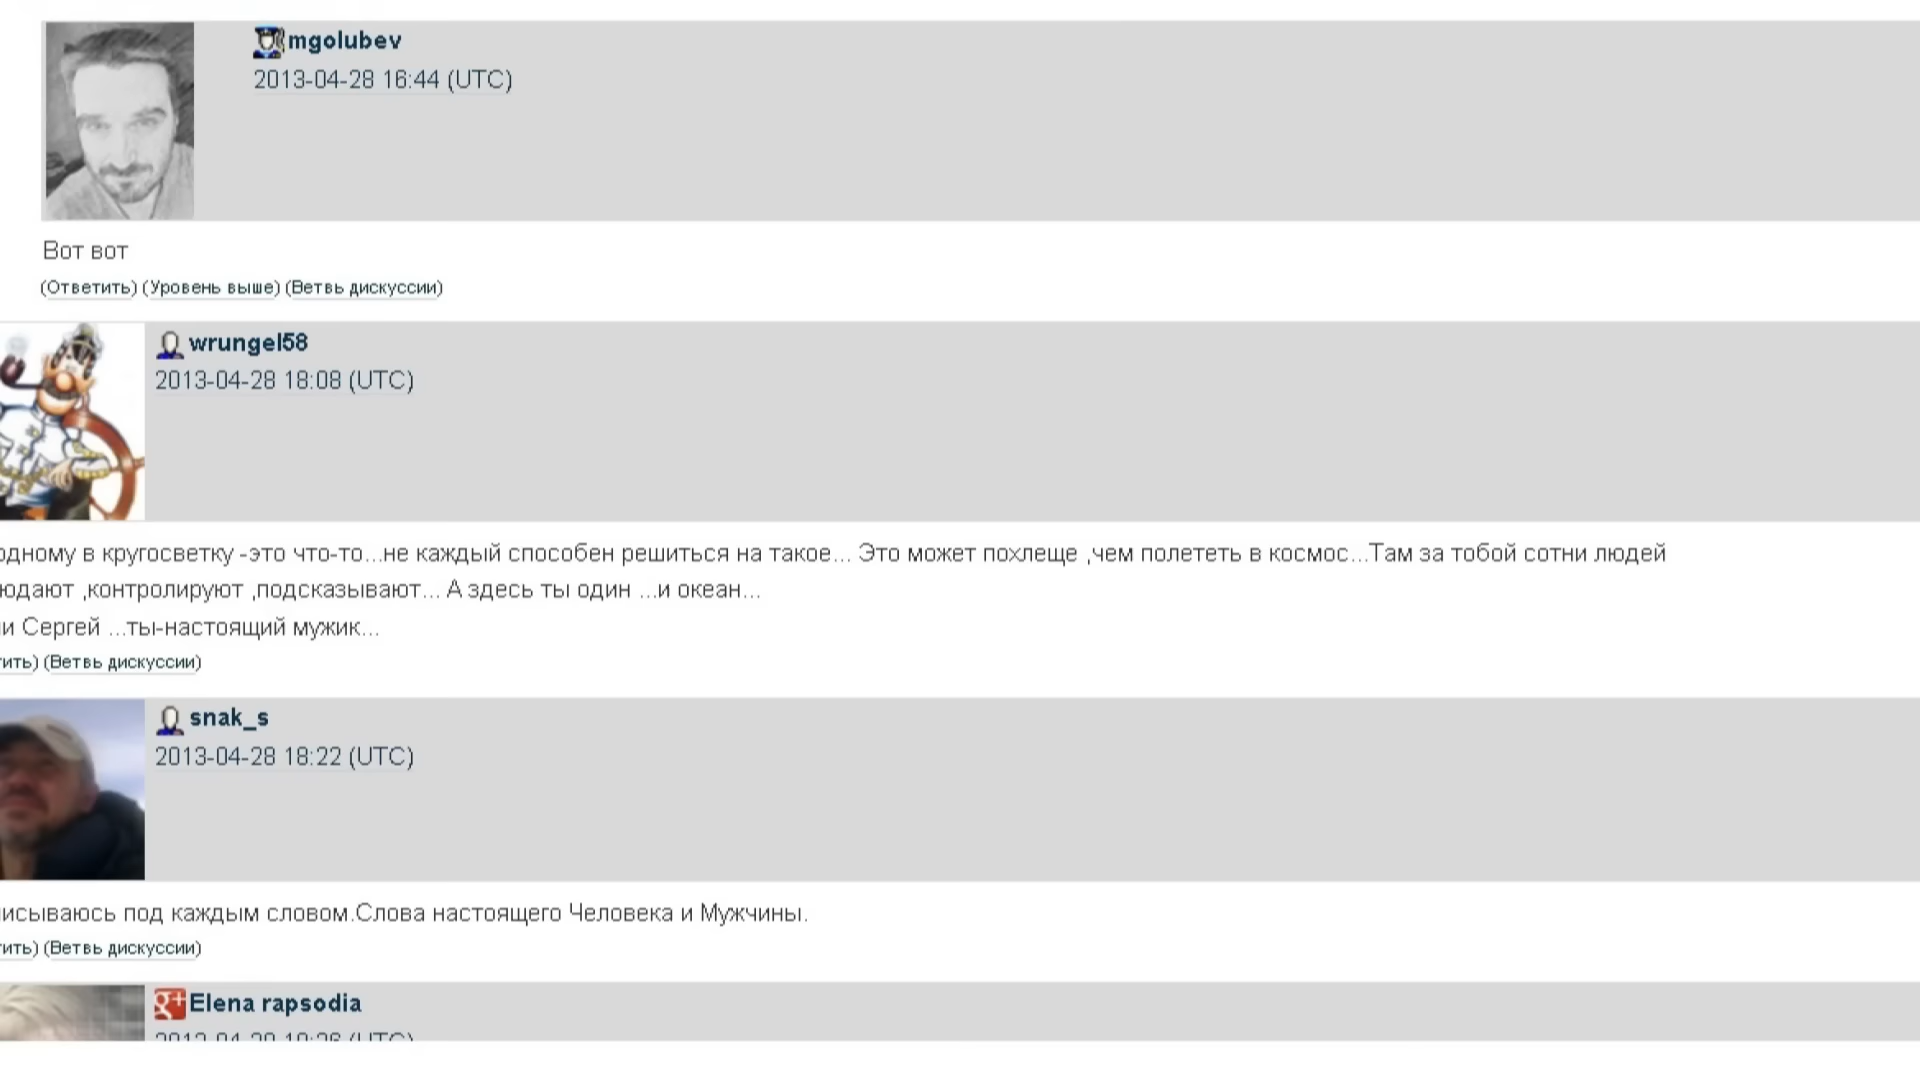 mgolubev
2013-04-28 16:44 (UTC)
Вот вот
(Ответить) (Уровень выше) (Ветвь дискуссии)
wrungel58
2013-04-28 18:08 (UTC)
одному в кругосветку -это что-то...не каждый способен решиться на такое... Это может похлеще ,чем полететь в космос...Там за тобой сотни людей
юдают ,контролируют ,подсказывают... А здесь ты один ...и океан...
и Сергей ...ты-настоящий мужик...
ить) (Ветвь дискуссии)
snak_s
2013-04-28 18:22 (UTC)
исываюсь под каждым словом.Слова настоящего Человека и Мужчины.
ить) (Ветвь дискуссии)
g+ Elena rapsodia